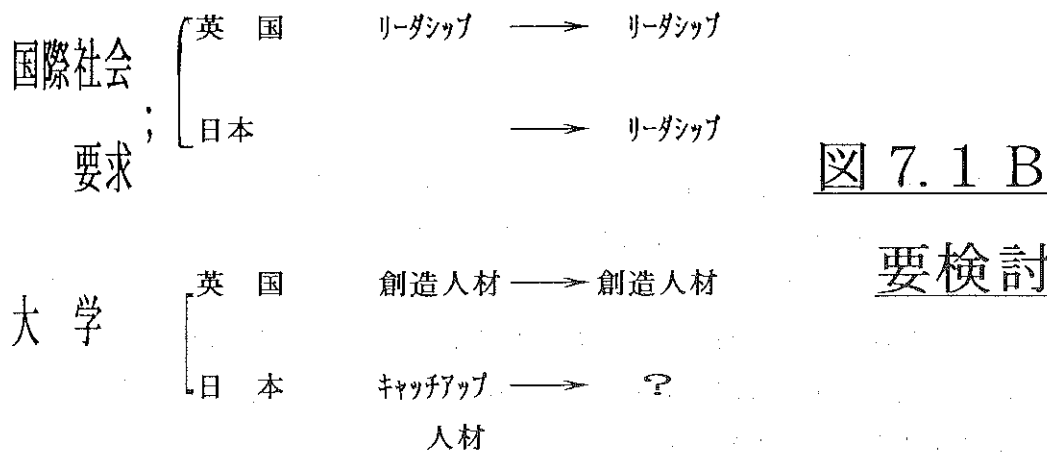 英 国 リーダシップ → リーダシップ
国際社会
;
日本 → リーダシップ
要求
図 7.1 B
要検討
英 国 創造人材 → 創造人材
大 学
日 本 キャッチアップ → ?
人材